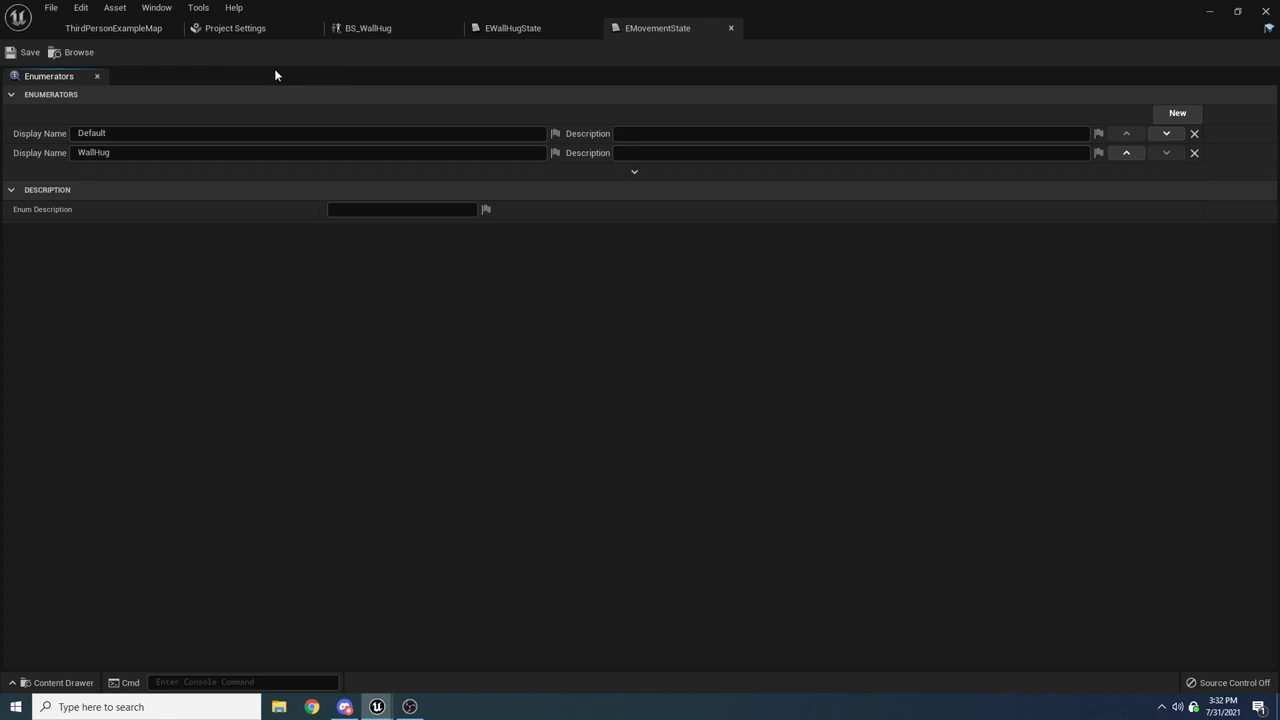 File Edit Asset Window Tools Help
ThirdPersonExampleMap Project Settings BS_WallHug EWallHugState EMovementState
Save Browse
Enumerators
ENUMERATORS
New
Display Name Default Description
Display Name WallHug Description
DESCRIPTION
Enum Description
Content Drawer Cmd Enter Console Command Source Control Off
Type here to search
3:32 PM
7/31/2021